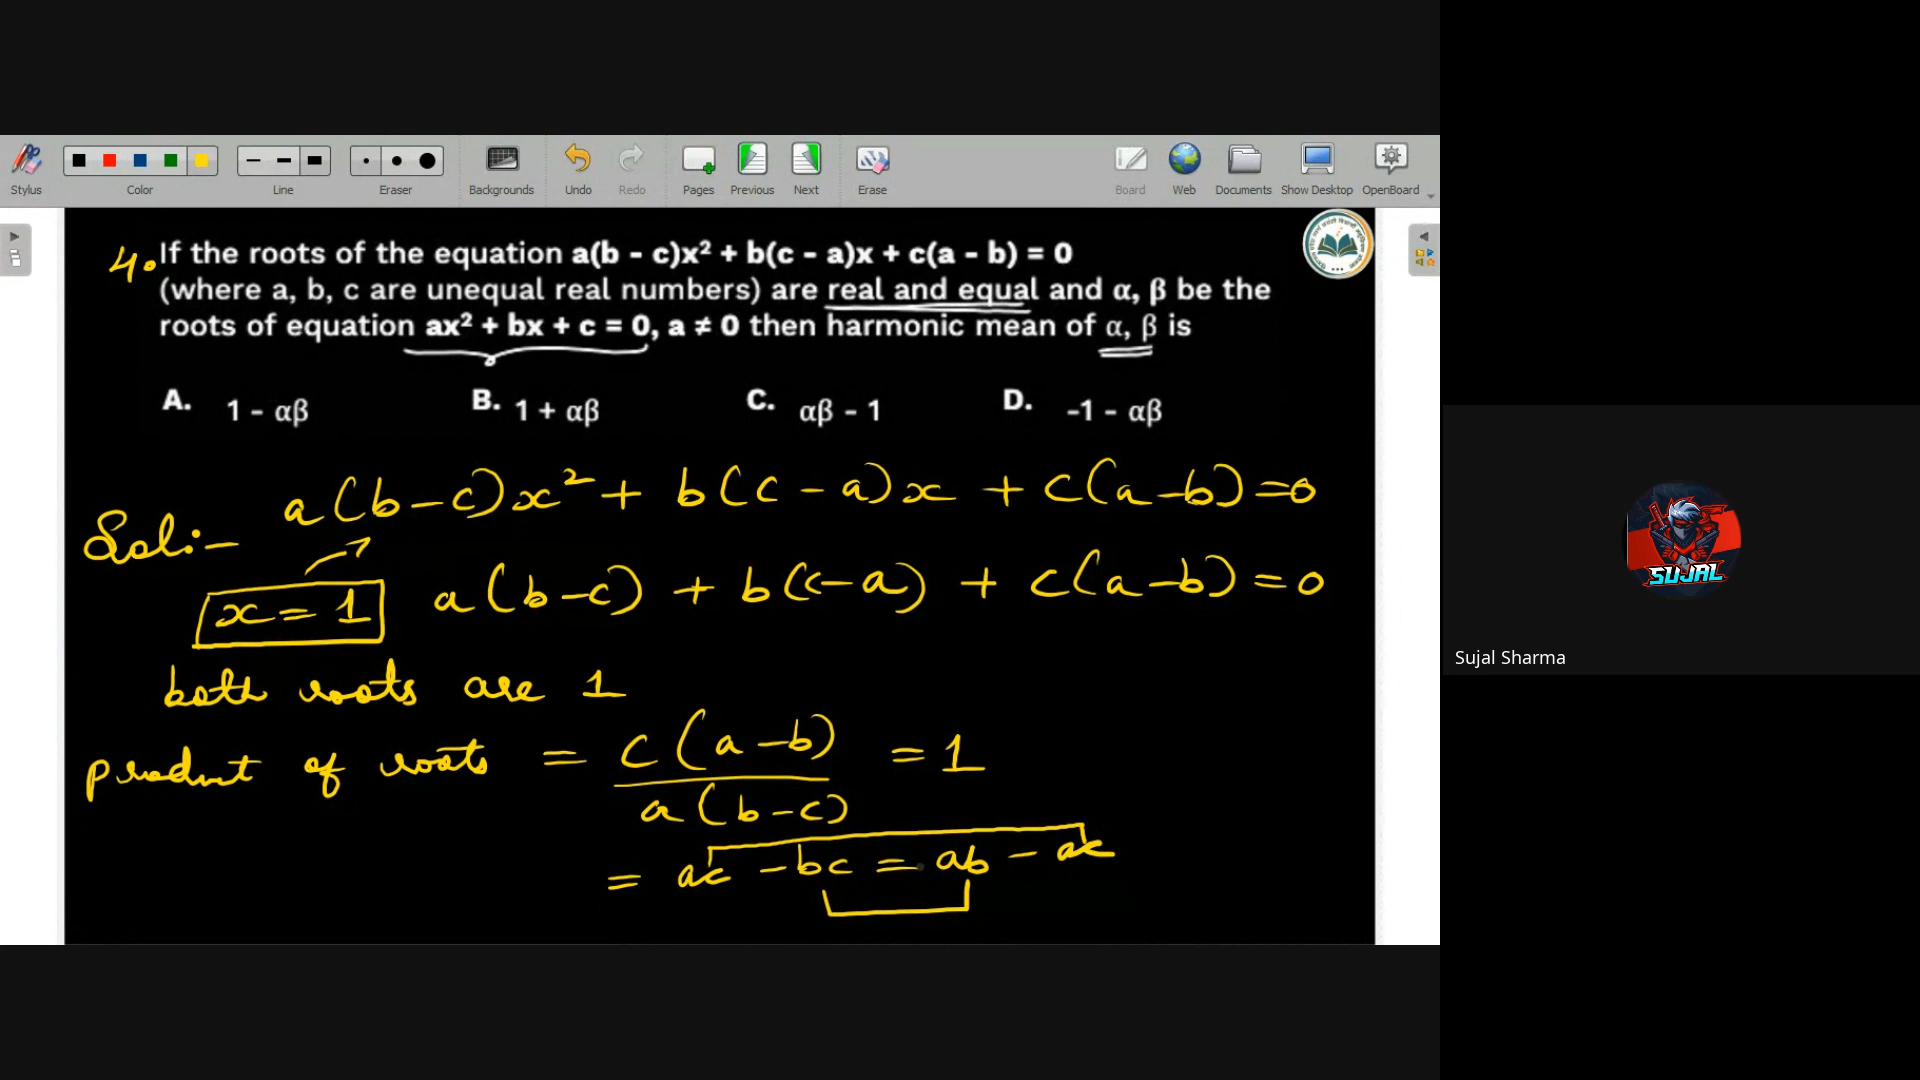 Stylus Color Line Eraser Backgrounds Undo Redo Pages Previous Next Erase Board Web Documents Show Desktop OpenBoard
4. If the roots of the equation a(b - c)x² + b(c - a)x + c(a - b) = 0
(where a, b, c are unequal real numbers) are real and equal and α, β be the
roots of equation ax² + bx + c = 0, a ≠ 0 then harmonic mean of α, β is
A. 1 - αβ B. 1 + αβ C. αβ - 1 D. -1 - αβ
Sol:- a(b-c)x² + b(c-a)x + c(a-b)=0
x = 1 a(b-c) + b(c-a) + c(a-b)=0
both roots are 1
product of roots = c(a-b)/a(b-c) = 1
= ac - bc = ab - ac
SUJAL
Sujal Sharma